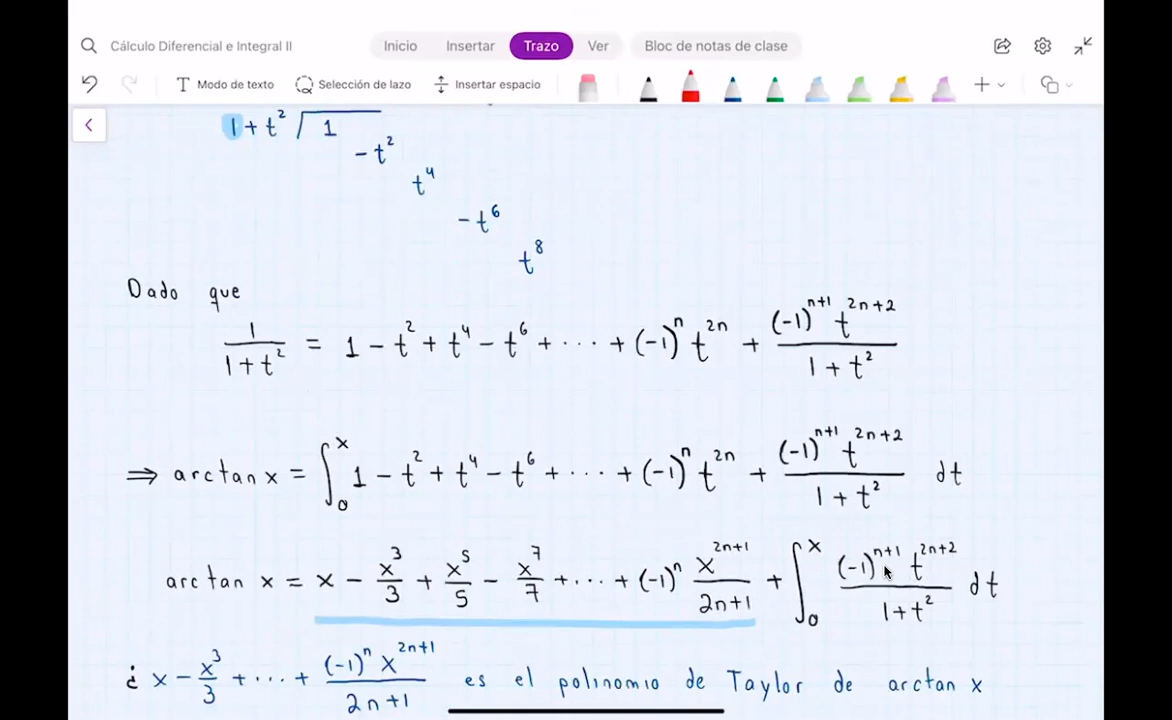 Cálculo Diferencial e Integral II Inicio Insertar Trazo Ver Bloc de notas de clase
Modo de texto Selección de lazo Insertar espacio
1 + t² √ 1
- t²
t⁴
- t⁶
t⁸
Dado que
1/(1 + t²) = 1 - t² + t⁴ - t⁶ + ··· + (-1)ⁿ t²ⁿ + (-1)ⁿ⁺¹ t²ⁿ⁺² / (1 + t²)
⇒ arctan x = ∫₀ˣ 1 - t² + t⁴ - t⁶ + ··· + (-1)ⁿ t²ⁿ + (-1)ⁿ⁺¹ t²ⁿ⁺² / (1 + t²) dt
arctan x = x - x³/3 + x⁵/5 - x⁷/7 + ··· + (-1)ⁿ x²ⁿ⁺¹/(2n+1) + ∫₀ˣ (-1)ⁿ⁺¹ t²ⁿ⁺² / (1 + t²) dt
¿ x - x³/3 + ··· + (-1)ⁿ x²ⁿ⁺¹/(2n+1) es el polinomio de Taylor de arctan x